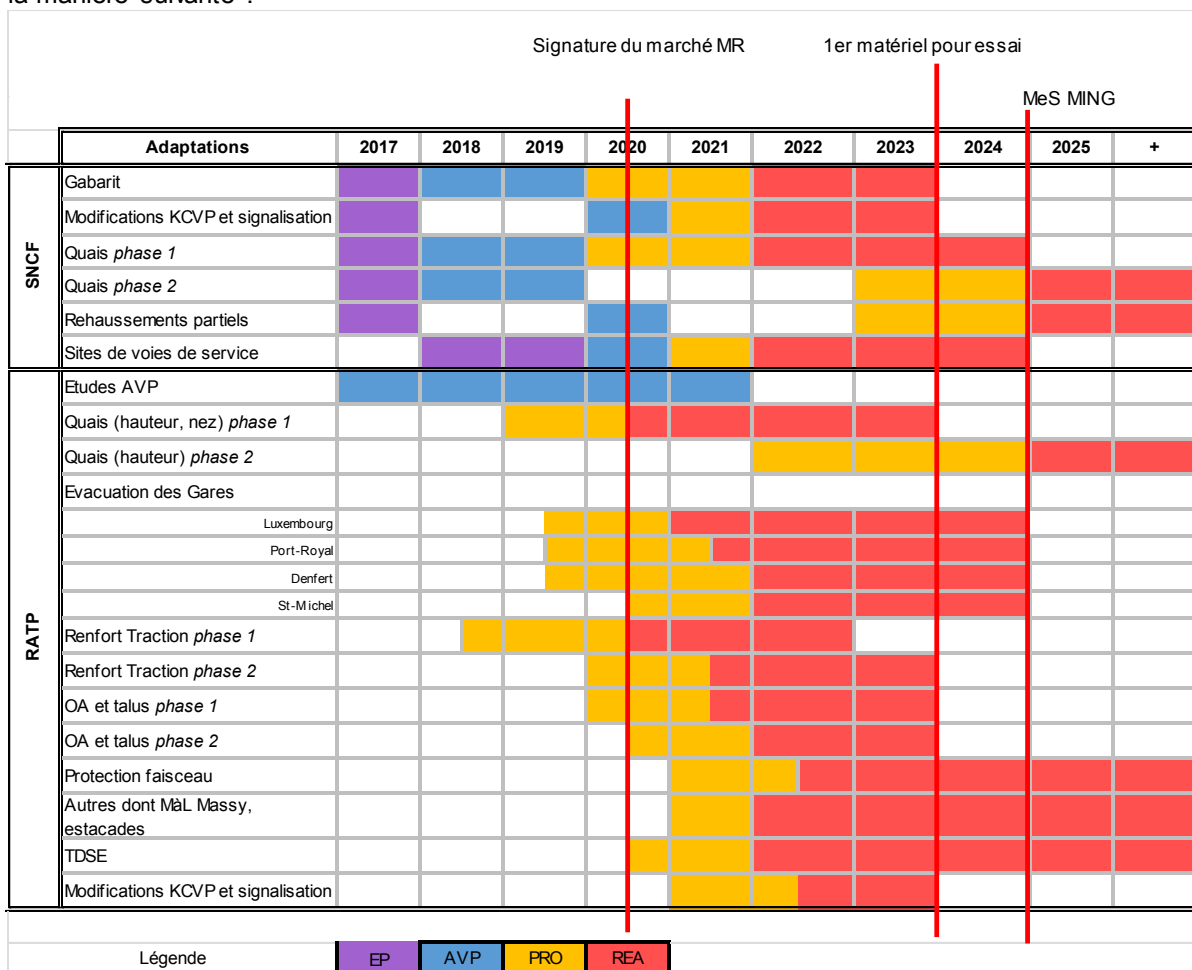 la manière suivante :
Signature du marché MR
1er matériel pour essai
MeS MING
Adaptations 2017 2018 2019 2020 2021 2022 2023 2024 2025 +
SNCF
Gabarit
Modifications KCVP et signalisation
Quais phase 1
Quais phase 2
Rehaussements partiels
Sites de voies de service
RATP
Etudes AVP
Quais (hauteur, nez) phase 1
Quais (hauteur) phase 2
Evacuation des Gares
Luxembourg
Port-Royal
Denfert
St-Michel
Renfort Traction phase 1
Renfort Traction phase 2
OA et talus phase 1
OA et talus phase 2
Protection faisceau
Autres dont MàL Massy,
estacades
TDSE
Modifications KCVP et signalisation
Légende EP AVP PRO REA